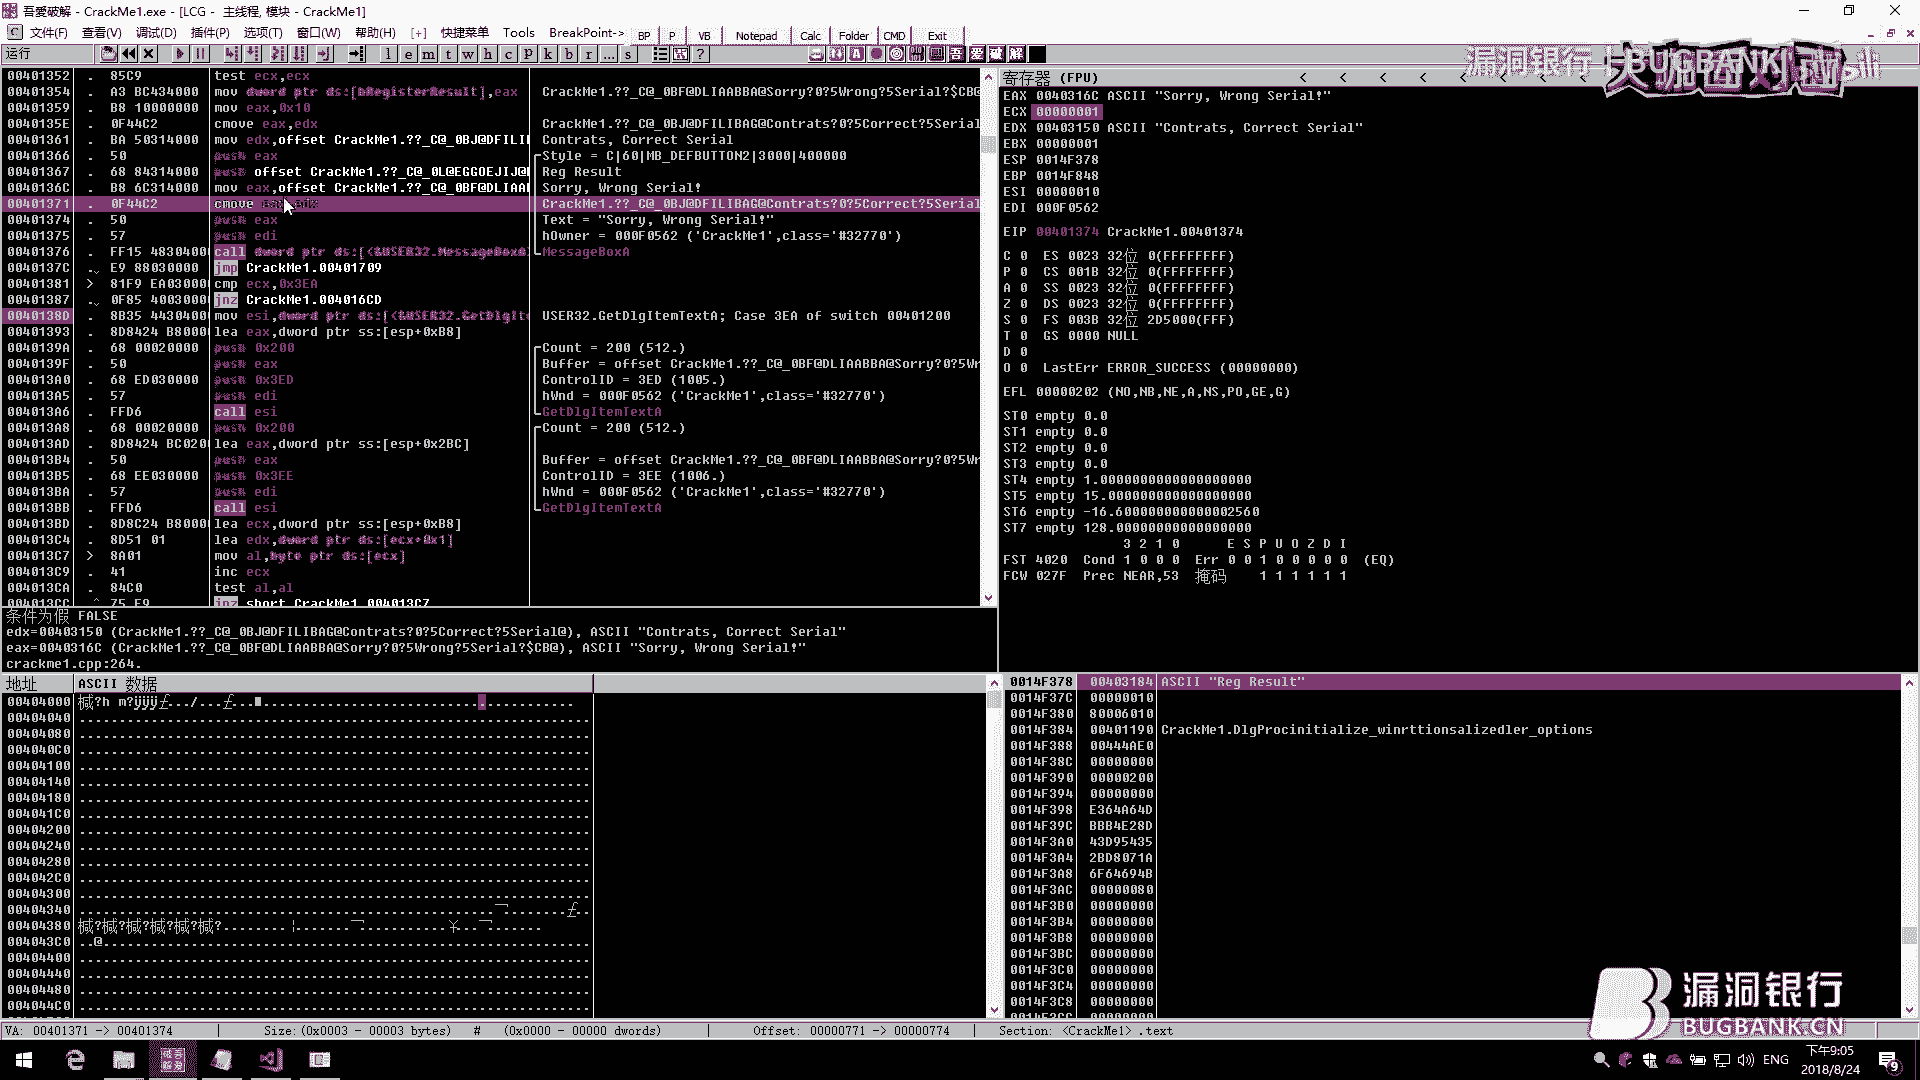 吾愛破解 - CrackMe1.exe - [LCG - 主线程, 模块 - CrackMe1]
文件(F) 查看(V) 调试(D) 插件(P) 选项(T) 窗口(W) 帮助(H) [+] 快捷菜单 Tools BreakPoint-> BP P VB Notepad Calc Folder CMD Exit
运行 l e m t w h c p k b r ... s ?
漏洞银行 | BUGBANK
00401352 . 85C9 test ecx,ecx
00401354 . A3 BC434000 mov dword ptr ds:[bRegisterResult],eax CrackMe1.??_C@_0BF@DLIAABBA@Sorry?0?5Wrong?5Serial?$CB@
00401359 . B8 10000000 mov eax,0x10
0040135E . 0F44C2 cmove eax,edx CrackMe1.??_C@_0BJ@DFILIBAG@Contrats?0?5Correct?5Serial
00401361 . BA 50314000 mov edx,offset CrackMe1.??_C@_0BJ@DFILI Contrats, Correct Serial
00401366 . 50 push eax Style = C|60|MB_DEFBUTTON2|3000|400000
00401367 . 68 84314000 push offset CrackMe1.??_C@_0L@EGGOEJIJ@ Reg Result
0040136C . B8 6C314000 mov eax,offset CrackMe1.??_C@_0BF@DLIAA Sorry, Wrong Serial!
00401371 . 0F44C2 cmove CrackMe1.??_C@_0BJ@DFILIBAG@Contrats?0?5Correct?5Serial
00401374 . 50 push eax Text = "Sorry, Wrong Serial!"
00401375 . 57 push edi hOwner = 000F0562 ('CrackMe1',class='#32770')
00401376 . FF15 48304000 call dword ptr ds:[<&USER32.MessageBoxA MessageBoxA
0040137C . E9 88030000 jmp CrackMe1.00401709
00401381 > 81F9 EA03000 cmp ecx,0x3EA
00401387 . 0F85 4003000 jnz CrackMe1.004016CD
0040138D . 8B35 4430400 mov esi,dword ptr ds:[<&USER32.GetDlgIte USER32.GetDlgItemTextA; Case 3EA of switch 00401200
00401393 . 8D8424 B8000 lea eax,dword ptr ss:[esp+0xB8]
0040139A . 68 00020000 push 0x200 Count = 200 (512.)
0040139F . 50 push eax Buffer = offset CrackMe1.??_C@_0BF@DLIAABBA@Sorry?0?5Wr
004013A0 . 68 ED030000 push 0x3ED ControlID = 3ED (1005.)
004013A5 . 57 push edi hWnd = 000F0562 ('CrackMe1',class='#32770')
004013A6 . FFD6 call esi GetDlgItemTextA
004013A8 . 68 00020000 push 0x200 Count = 200 (512.)
004013AD . 8D8424 BC020 lea eax,dword ptr ss:[esp+0x2BC]
004013B4 . 50 push eax Buffer = offset CrackMe1.??_C@_0BF@DLIAABBA@Sorry?0?5Wr
004013B5 . 68 EE030000 push 0x3EE ControlID = 3EE (1006.)
004013BA . 57 push edi hWnd = 000F0562 ('CrackMe1',class='#32770')
004013BB . FFD6 call esi GetDlgItemTextA
004013BD . 8D8C24 B8000 lea ecx,dword ptr ss:[esp+0xB8]
004013C4 . 8D51 01 lea edx,dword ptr ds:[ecx+0x1]
004013C7 > 8A01 mov al,byte ptr ds:[ecx]
004013C9 . 41 inc ecx
004013CA . 84C0 test al,al
004013CC . 75 F9 jnz short CrackMe1.004013C7
条件为假 FALSE
edx=00403150 (CrackMe1.??_C@_0BJ@DFILIBAG@Contrats?0?5Correct?5Serial@), ASCII "Contrats, Correct Serial"
eax=0040316C (CrackMe1.??_C@_0BF@DLIAABBA@Sorry?0?5Wrong?5Serial?$CB@), ASCII "Sorry, Wrong Serial!"
crackme1.cpp:264.
寄存器 (FPU) < < < < <
EAX 0040316C ASCII "Sorry, Wrong Serial!"
ECX 00000001
EDX 00403150 ASCII "Contrats, Correct Serial"
EBX 00000001
ESP 0014F378
EBP 0014F848
ESI 00000010
EDI 000F0562
EIP 00401374 CrackMe1.00401374
C 0 ES 0023 32位 0(FFFFFFFF)
P 0 CS 001B 32位 0(FFFFFFFF)
A 0 SS 0023 32位 0(FFFFFFFF)
Z 0 DS 0023 32位 0(FFFFFFFF)
S 0 FS 003B 32位 2D5000(FFF)
T 0 GS 0000 NULL
D 0
O 0 LastErr ERROR_SUCCESS (00000000)
EFL 00000202 (NO,NB,NE,A,NS,PO,GE,G)
ST0 empty 0.0
ST1 empty 0.0
ST2 empty 0.0
ST3 empty 0.0
ST4 empty 1.0000000000000000000
ST5 empty 15.000000000000000000
ST6 empty -16.600000000000002560
ST7 empty 128.00000000000000000
3 2 1 0 E S P U O Z D I
FST 4020 Cond 1 0 0 0 Err 0 0 1 0 0 0 0 0 (EQ)
FCW 027F Prec NEAR,53 掩码 1 1 1 1 1 1
地址 ASCII 数据
00404000
00404040
00404080
004040C0
00404100
00404140
00404180
004041C0
00404200
00404240
00404280
004042C0
00404300
00404340
00404380
004043C0 ..@
00404400
00404440
00404480
004044C0
0014F378 00403184 ASCII "Reg Result"
0014F37C 00000010
0014F380 80006010
0014F384 00401190 CrackMe1.DlgProcinitialize_winrttionsalizedler_options
0014F388 00444AE0
0014F38C 00000000
0014F390 00000200
0014F394 00000000
0014F398 E364A64D
0014F39C BBB4E28D
0014F3A0 43D95435
0014F3A4 2BD8071A
0014F3A8 6F64694B
0014F3AC 00000080
0014F3B0 00000000
0014F3B4 00000000
0014F3B8 00000000
0014F3BC 00000000
0014F3C0 00000000
0014F3C4 00000000
0014F3C8 00000000
0014F3CC 00000000
漏洞银行
BUGBANK.CN
VA: 00401371 -> 00401374 | Size:(0x0003 - 00003 bytes) # (0x0000 - 00000 dwords) | Offset: 00000771 -> 00000774 | Section: <CrackMe1> .text
ENG 下午9:05
2018/8/24
9